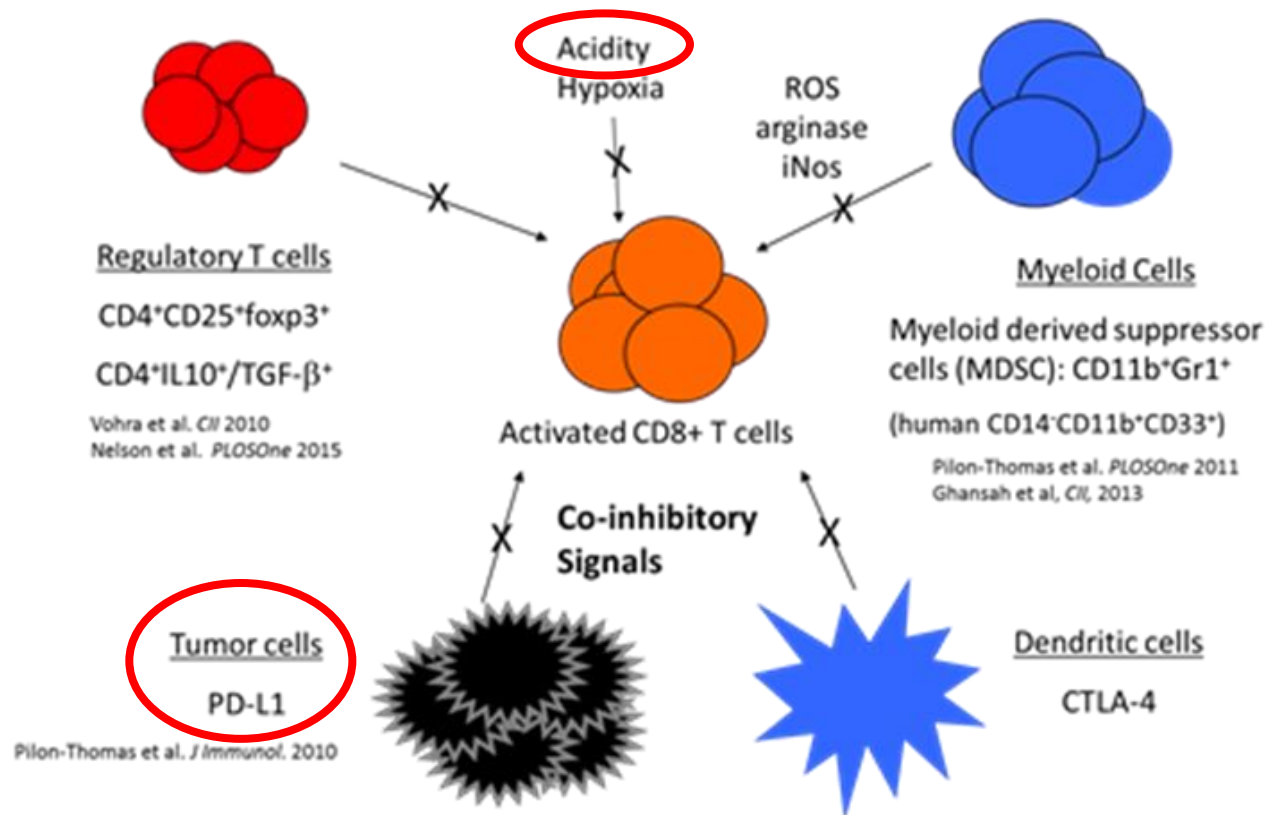 Acidity
Hypoxia
ROS
arginase
iNos
Regulatory T cells
CD4⁺CD25⁺foxp3⁺
CD4⁺IL10⁺/TGF-β⁺
Vohra et al. CII 2010
Nelson et al. PLOSOne 2015
Myeloid Cells
Myeloid derived suppressor
cells (MDSC): CD11b⁺Gr1⁺
(human CD14⁻CD11b⁺CD33⁺)
Pilon-Thomas et al. PLOSOne 2011
Ghansah et al, CII, 2013
X
X
X
Activated CD8+ T cells
Co-inhibitory
Signals
X
X
Tumor cells
PD-L1
Pilon-Thomas et al. J Immunol. 2010
Dendritic cells
CTLA-4